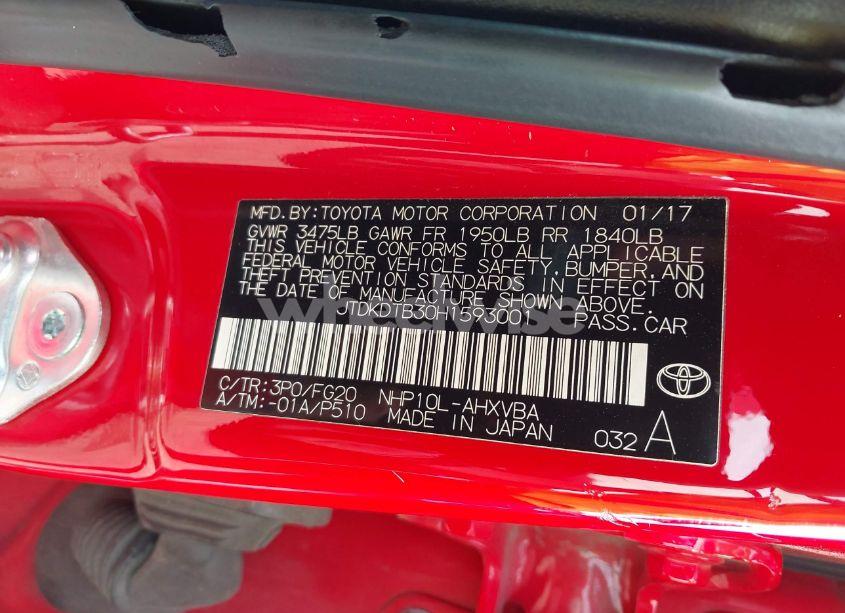 MFD.BY:TOYOTA MOTOR CORPORATION 01/17
GVWR 3475LB GAWR FR 1950LB RR 1840LB
THIS VEHICLE CONFORMS TO ALL APPLICABLE
FEDERAL MOTOR VEHICLE SAFETY, BUMPER, AND
THEFT PREVENTION STANDARDS IN EFFECT ON
THE DATE OF MANUFACTURE SHOWN ABOVE.
JTDKDTB30H1593001 PASS.CAR
wheelwise
C/TR:3P0/FG20 NHP10L-AHXVBA
A/TM:-01A/P510 MADE IN JAPAN
032 A